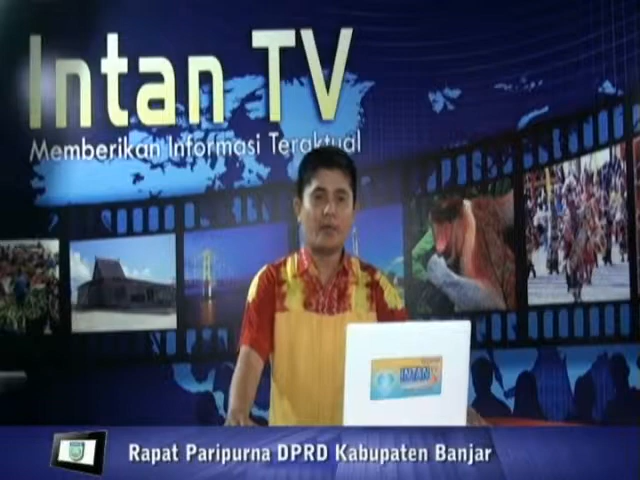 Intan TV
Memberikan Informasi Teraktual
INTAN
Rapat Paripurna DPRD Kabupaten Banjar